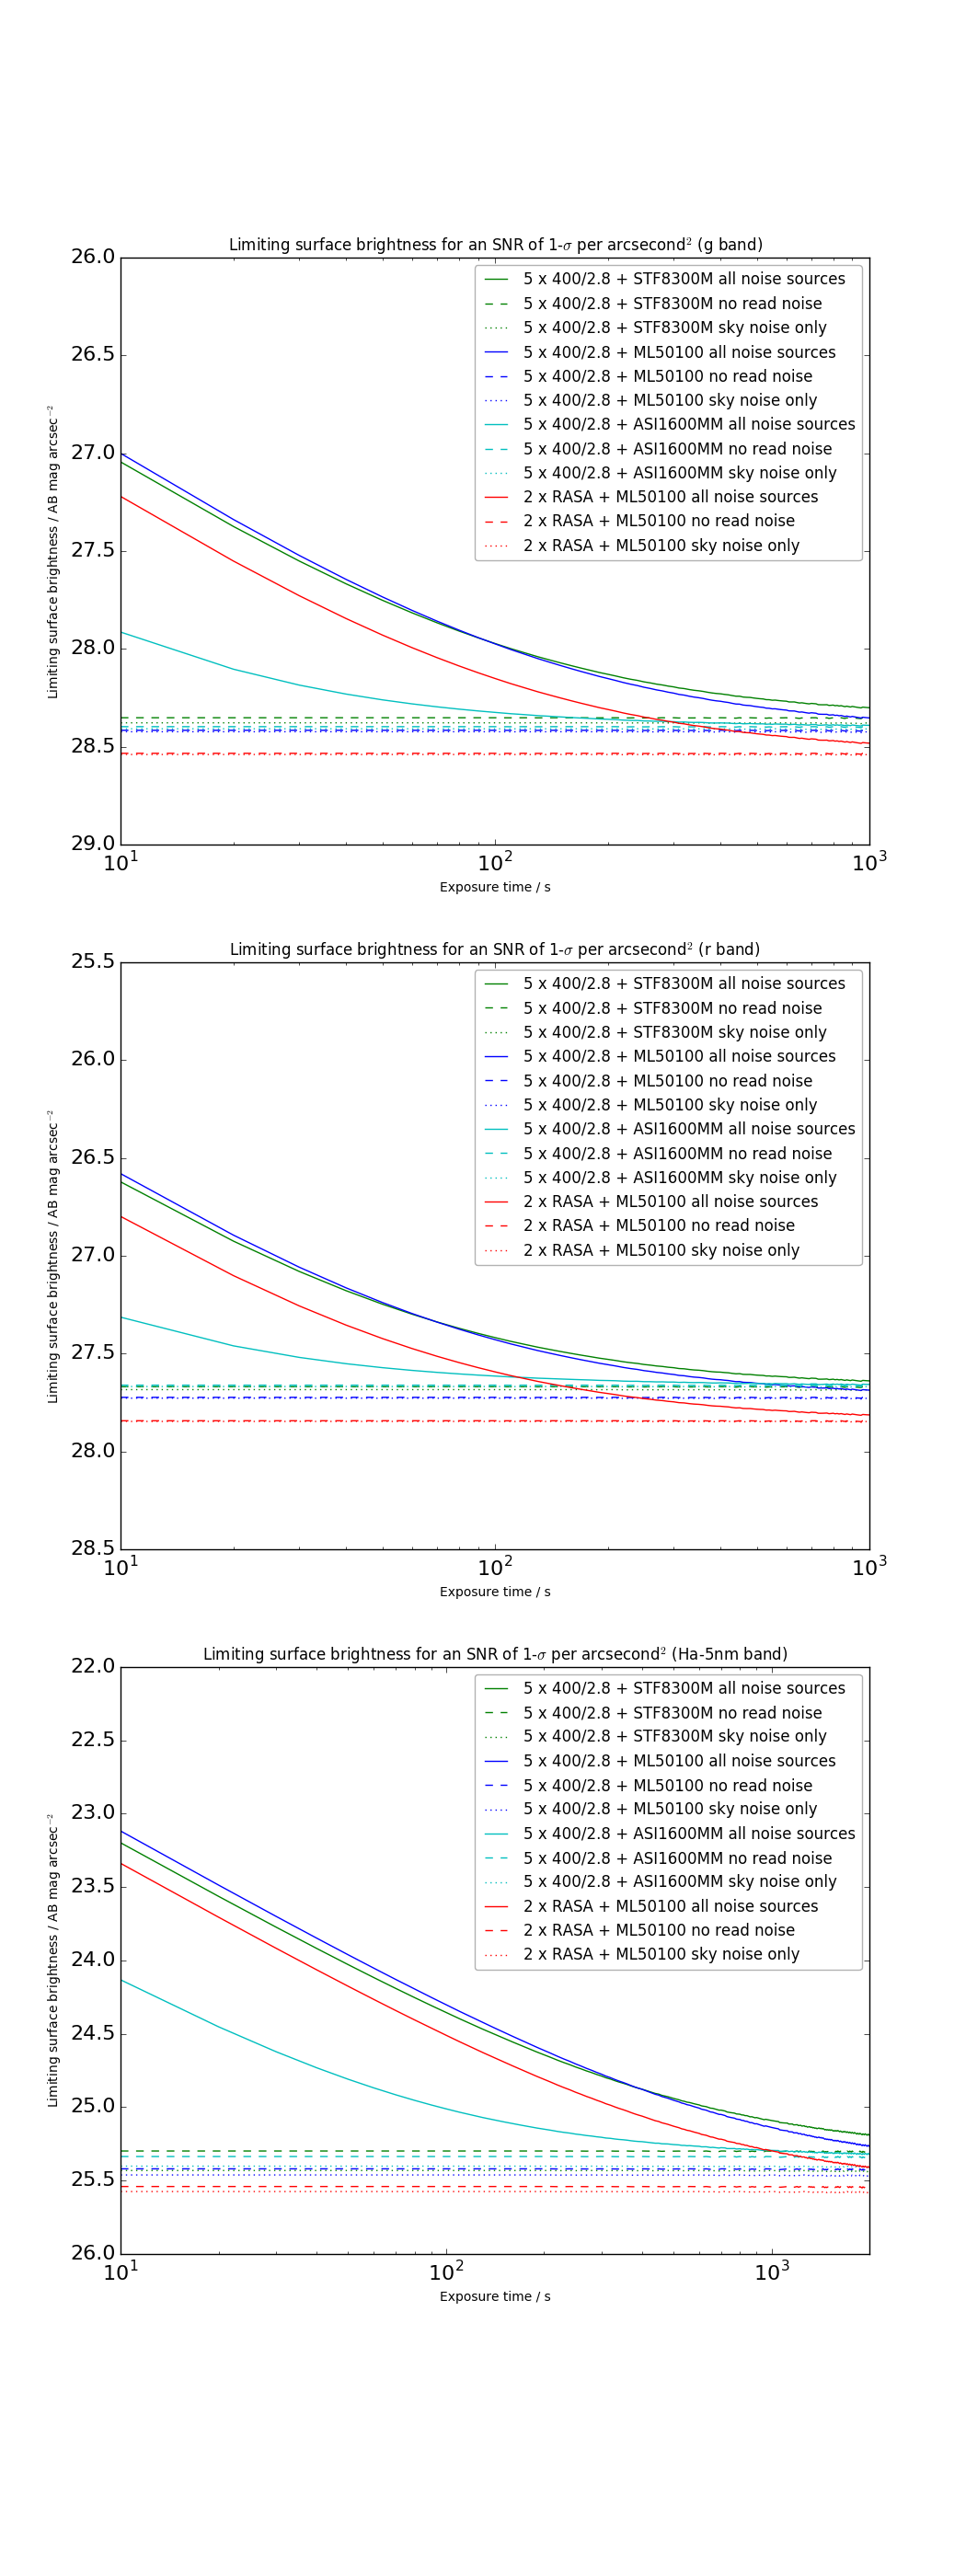 Limiting surface brightness for an SNR of 1-σ per arcsecond² (g band)
26.0
26.5
27.0
27.5
28.0
28.5
29.0
Limiting surface brightness / AB mag arcsec⁻²
5 x 400/2.8 + STF8300M all noise sources
5 x 400/2.8 + STF8300M no read noise
5 x 400/2.8 + STF8300M sky noise only
5 x 400/2.8 + ML50100 all noise sources
5 x 400/2.8 + ML50100 no read noise
5 x 400/2.8 + ML50100 sky noise only
5 x 400/2.8 + ASI1600MM all noise sources
5 x 400/2.8 + ASI1600MM no read noise
5 x 400/2.8 + ASI1600MM sky noise only
2 x RASA + ML50100 all noise sources
2 x RASA + ML50100 no read noise
2 x RASA + ML50100 sky noise only
10¹ 10² 10³
Exposure time / s
Limiting surface brightness for an SNR of 1-σ per arcsecond² (r band)
25.5
26.0
26.5
27.0
27.5
28.0
28.5
Limiting surface brightness / AB mag arcsec⁻²
5 x 400/2.8 + STF8300M all noise sources
5 x 400/2.8 + STF8300M no read noise
5 x 400/2.8 + STF8300M sky noise only
5 x 400/2.8 + ML50100 all noise sources
5 x 400/2.8 + ML50100 no read noise
5 x 400/2.8 + ML50100 sky noise only
5 x 400/2.8 + ASI1600MM all noise sources
5 x 400/2.8 + ASI1600MM no read noise
5 x 400/2.8 + ASI1600MM sky noise only
2 x RASA + ML50100 all noise sources
2 x RASA + ML50100 no read noise
2 x RASA + ML50100 sky noise only
10¹ 10² 10³
Exposure time / s
Limiting surface brightness for an SNR of 1-σ per arcsecond² (Ha-5nm band)
22.0
22.5
23.0
23.5
24.0
24.5
25.0
25.5
26.0
Limiting surface brightness / AB mag arcsec⁻²
5 x 400/2.8 + STF8300M all noise sources
5 x 400/2.8 + STF8300M no read noise
5 x 400/2.8 + STF8300M sky noise only
5 x 400/2.8 + ML50100 all noise sources
5 x 400/2.8 + ML50100 no read noise
5 x 400/2.8 + ML50100 sky noise only
5 x 400/2.8 + ASI1600MM all noise sources
5 x 400/2.8 + ASI1600MM no read noise
5 x 400/2.8 + ASI1600MM sky noise only
2 x RASA + ML50100 all noise sources
2 x RASA + ML50100 no read noise
2 x RASA + ML50100 sky noise only
10¹ 10² 10³
Exposure time / s